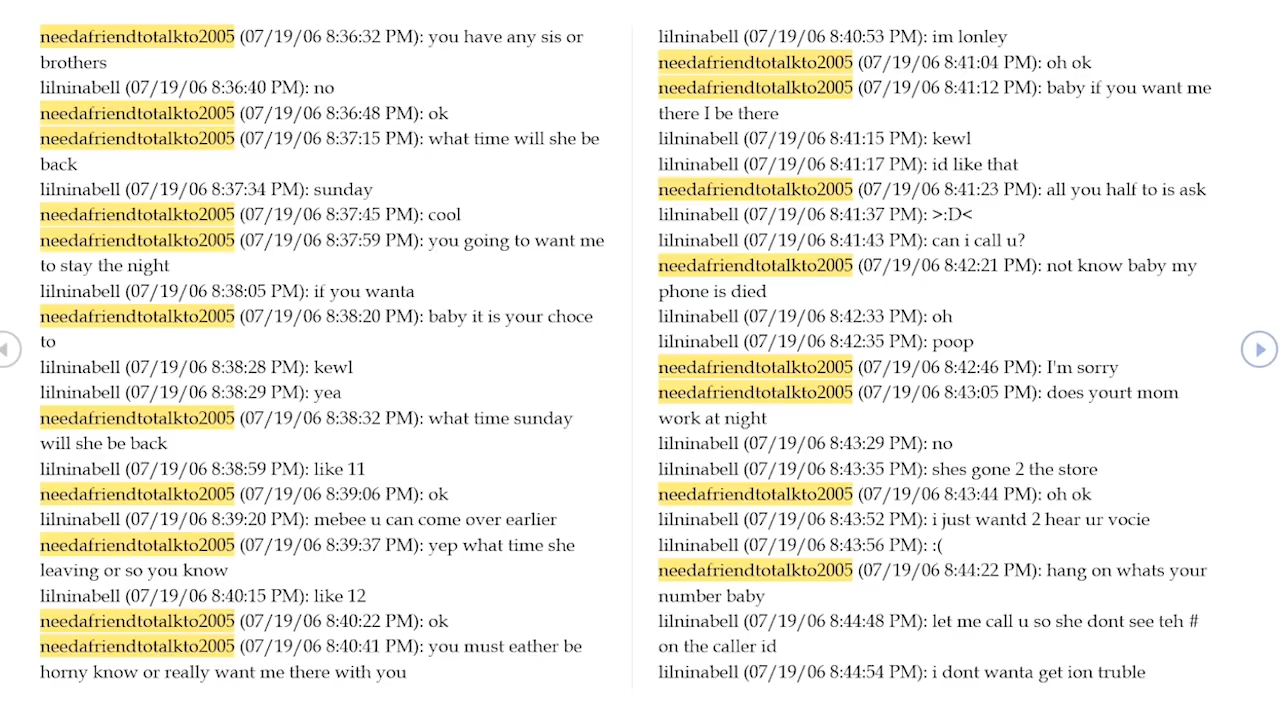 needafriendtotalkto2005 (07/19/06 8:36:32 PM): you have any sis or
brothers
lilninabell (07/19/06 8:36:40 PM): no
needafriendtotalkto2005 (07/19/06 8:36:48 PM): ok
needafriendtotalkto2005 (07/19/06 8:37:15 PM): what time will she be
back
lilninabell (07/19/06 8:37:34 PM): sunday
needafriendtotalkto2005 (07/19/06 8:37:45 PM): cool
needafriendtotalkto2005 (07/19/06 8:37:59 PM): you going to want me
to stay the night
lilninabell (07/19/06 8:38:05 PM): if you wanta
needafriendtotalkto2005 (07/19/06 8:38:20 PM): baby it is your choce
to
lilninabell (07/19/06 8:38:28 PM): kewl
lilninabell (07/19/06 8:38:29 PM): yea
needafriendtotalkto2005 (07/19/06 8:38:32 PM): what time sunday
will she be back
lilninabell (07/19/06 8:38:59 PM): like 11
needafriendtotalkto2005 (07/19/06 8:39:06 PM): ok
lilninabell (07/19/06 8:39:20 PM): mebee u can come over earlier
needafriendtotalkto2005 (07/19/06 8:39:37 PM): yep what time she
leaving or so you know
lilninabell (07/19/06 8:40:15 PM): like 12
needafriendtotalkto2005 (07/19/06 8:40:22 PM): ok
needafriendtotalkto2005 (07/19/06 8:40:41 PM): you must eather be
horny know or really want me there with you
lilninabell (07/19/06 8:40:53 PM): im lonley
needafriendtotalkto2005 (07/19/06 8:41:04 PM): oh ok
needafriendtotalkto2005 (07/19/06 8:41:12 PM): baby if you want me
there I be there
lilninabell (07/19/06 8:41:15 PM): kewl
lilninabell (07/19/06 8:41:17 PM): id like that
needafriendtotalkto2005 (07/19/06 8:41:23 PM): all you half to is ask
lilninabell (07/19/06 8:41:37 PM): >:D<
lilninabell (07/19/06 8:41:43 PM): can i call u?
needafriendtotalkto2005 (07/19/06 8:42:21 PM): not know baby my
phone is died
lilninabell (07/19/06 8:42:33 PM): oh
lilninabell (07/19/06 8:42:35 PM): poop
needafriendtotalkto2005 (07/19/06 8:42:46 PM): I'm sorry
needafriendtotalkto2005 (07/19/06 8:43:05 PM): does yourt mom
work at night
lilninabell (07/19/06 8:43:29 PM): no
lilninabell (07/19/06 8:43:35 PM): shes gone 2 the store
needafriendtotalkto2005 (07/19/06 8:43:44 PM): oh ok
lilninabell (07/19/06 8:43:52 PM): i just wantd 2 hear ur vocie
lilninabell (07/19/06 8:43:56 PM): :(
needafriendtotalkto2005 (07/19/06 8:44:22 PM): hang on whats your
number baby
lilninabell (07/19/06 8:44:48 PM): let me call u so she dont see teh #
on the caller id
lilninabell (07/19/06 8:44:54 PM): i dont wanta get ion truble